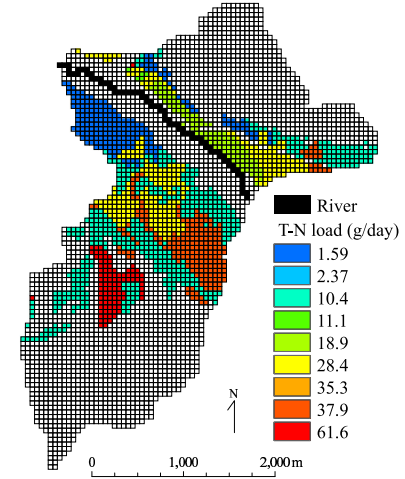 River
T-N load (g/day)
1.59
2.37
10.4
11.1
18.9
28.4
35.3
37.9
61.6
N
0 1,000 2,000m